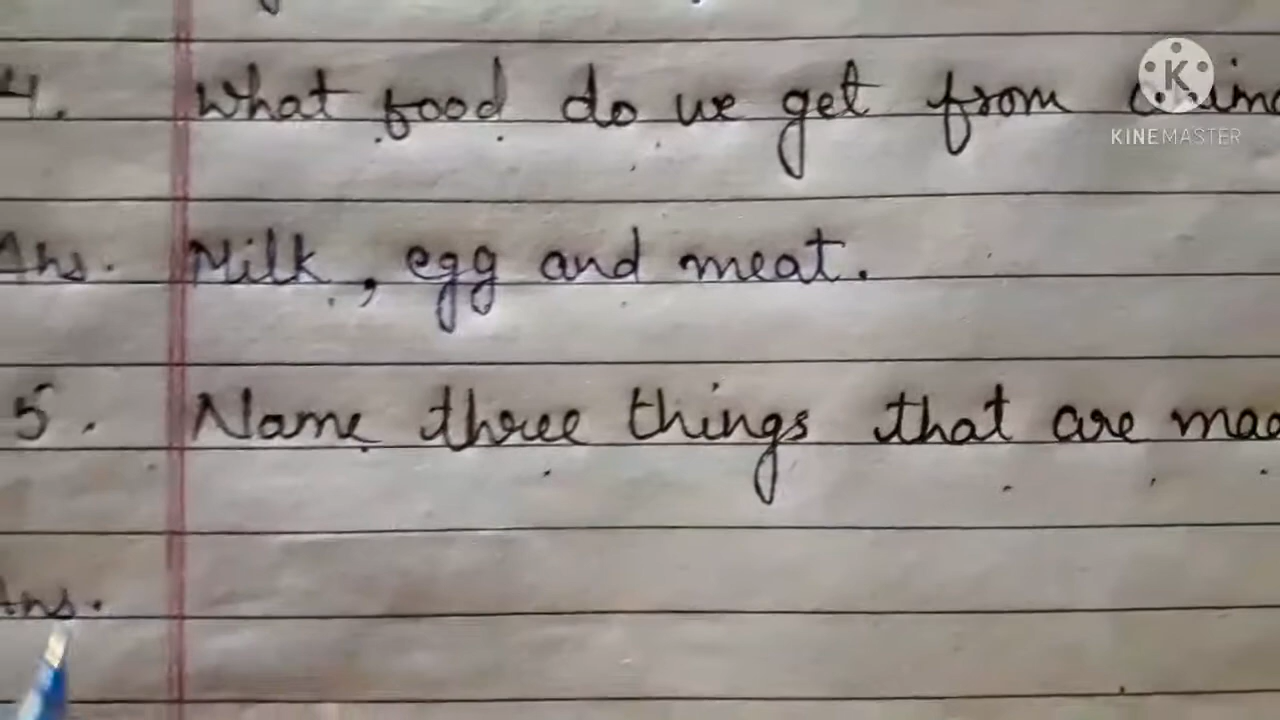 4. What food do we get from
KINEMASTER
Ans. Milk, egg and meat.
5. Name three things that are
Ans.